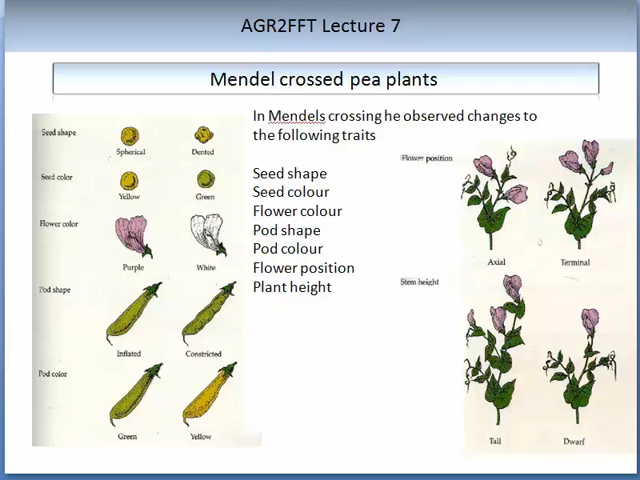 AGR2FFT Lecture 7
Mendel crossed pea plants
In Mendels crossing he observed changes to
the following traits
Seed shape
Seed colour
Flower colour
Pod shape
Pod colour
Flower position
Plant height
Seed shape
Spherical
Dented
Seed color
Yellow
Green
Flower color
Purple
White
Pod shape
Inflated
Constricted
Pod color
Green
Yellow
Flower position
Axial
Terminal
Stem height
Tall
Dwarf